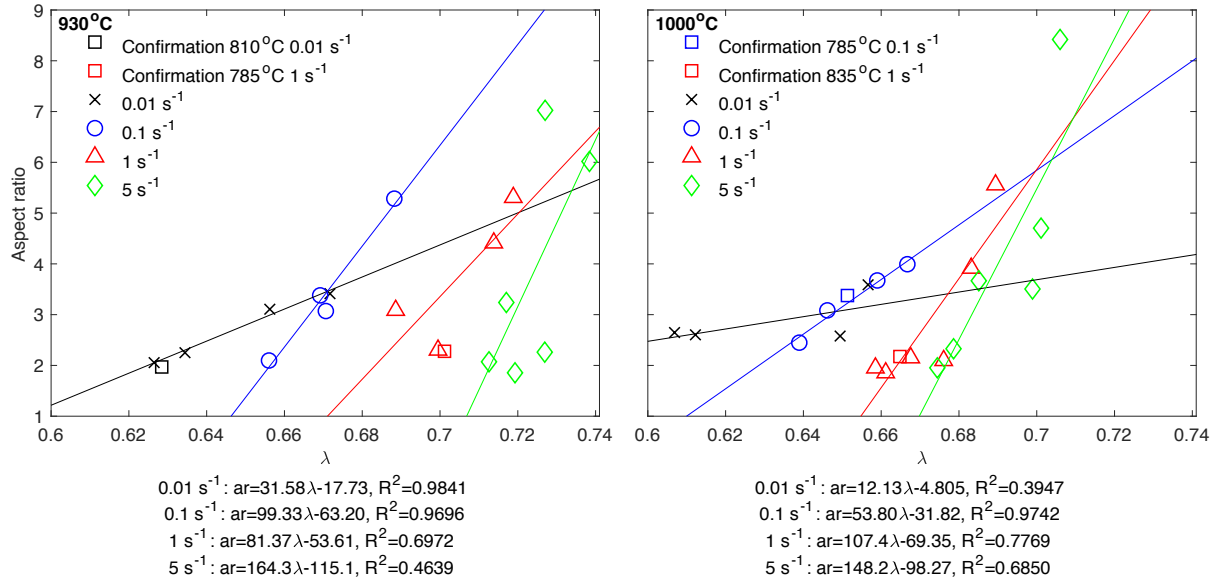 930°C
Confirmation 810°C 0.01 s⁻¹
Confirmation 785°C 1 s⁻¹
0.01 s⁻¹
0.1 s⁻¹
1 s⁻¹
5 s⁻¹
Aspect ratio
9
8
7
6
5
4
3
2
1
0.6 0.62 0.64 0.66 0.68 0.7 0.72 0.74
λ
0.01 s⁻¹: ar=31.58λ-17.73, R²=0.9841
0.1 s⁻¹: ar=99.33λ-63.20, R²=0.9696
1 s⁻¹: ar=81.37λ-53.61, R²=0.6972
5 s⁻¹: ar=164.3λ-115.1, R²=0.4639
1000°C
Confirmation 785°C 0.1 s⁻¹
Confirmation 835°C 1 s⁻¹
0.01 s⁻¹
0.1 s⁻¹
1 s⁻¹
5 s⁻¹
0.6 0.62 0.64 0.66 0.68 0.7 0.72 0.74
λ
0.01 s⁻¹: ar=12.13λ-4.805, R²=0.3947
0.1 s⁻¹: ar=53.80λ-31.82, R²=0.9742
1 s⁻¹: ar=107.4λ-69.35, R²=0.7769
5 s⁻¹: ar=148.2λ-98.27, R²=0.6850